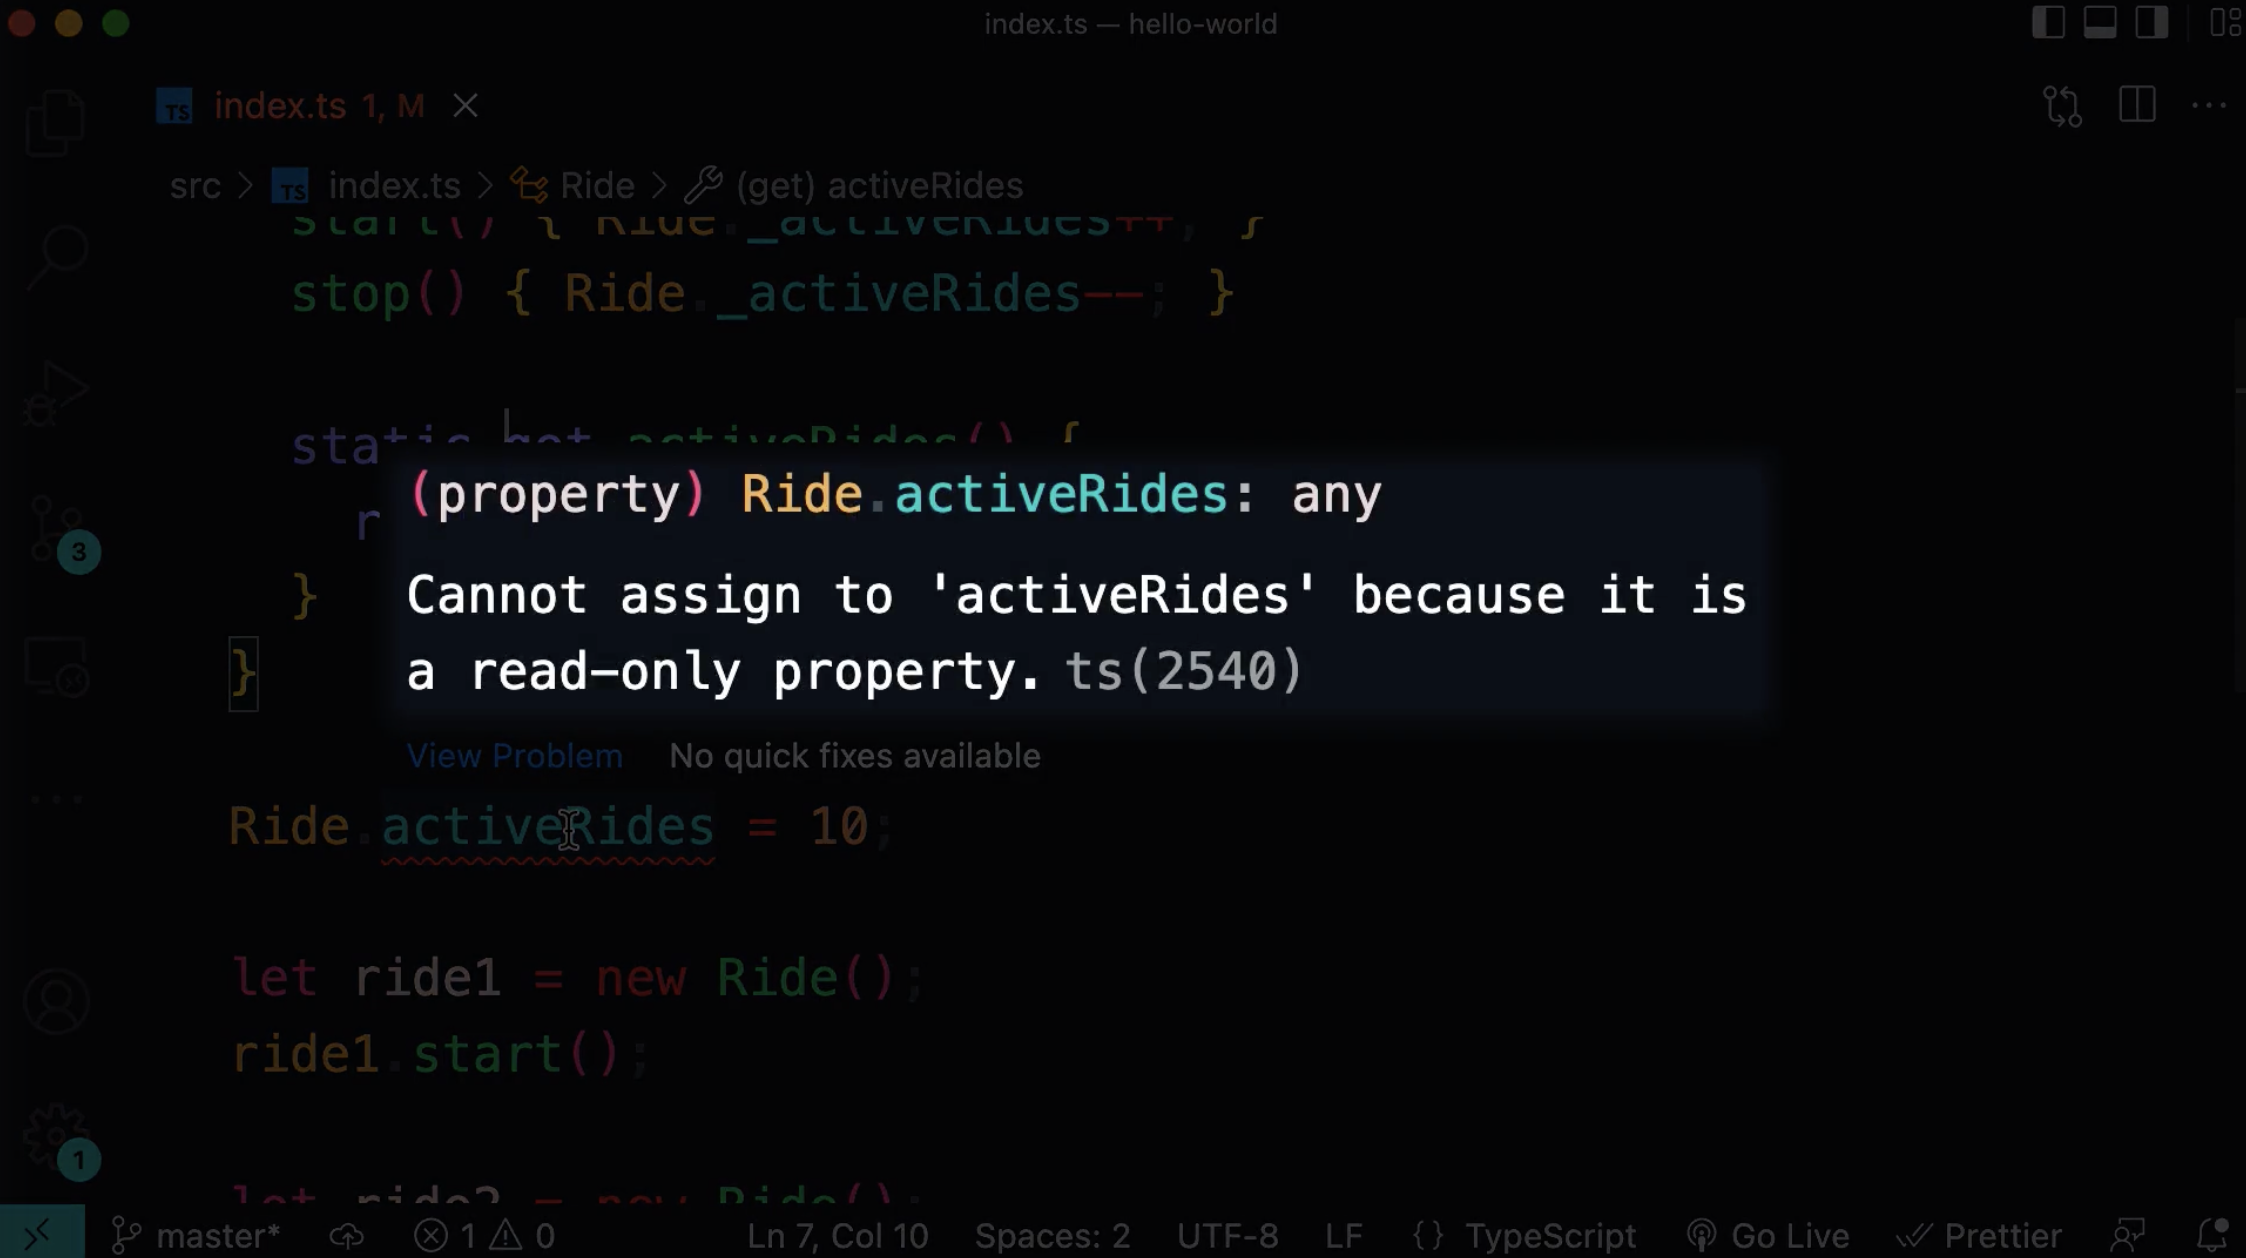 index.ts — hello-world
TS index.ts 1, M
src > TS index.ts > Ride > (get) activeRides
start() { Ride._activeRides++; }
stop() { Ride._activeRides--; }
static get activeRides() {
r
}
}
(property) Ride.activeRides: any
Cannot assign to 'activeRides' because it is
a read-only property. ts(2540)
View Problem No quick fixes available
Ride.activeRides = 10;
let ride1 = new Ride();
ride1.start();
let ride2 = new Ride();
3
1
master* 1 0 Ln 7, Col 10 Spaces: 2 UTF-8 LF {} TypeScript Go Live Prettier